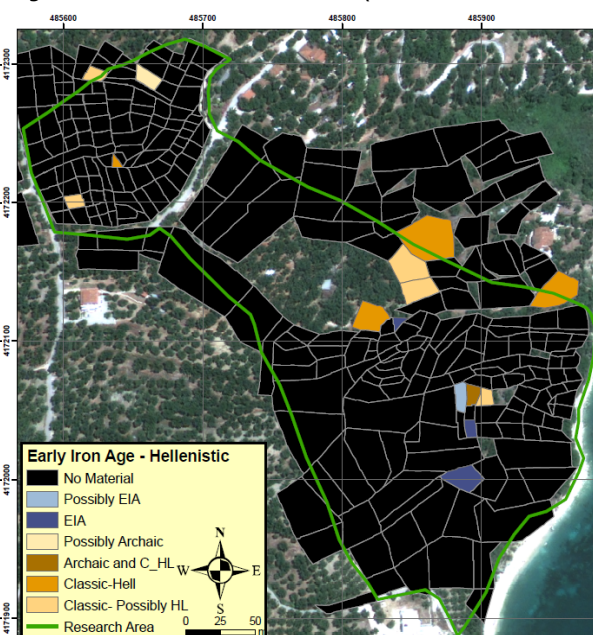 485600 485700 485800 485900
4172300
4172200
4172100
4172000
4171900
Early Iron Age - Hellenistic
No Material
Possibly EIA
EIA
Possibly Archaic
Archaic and C_HL
Classic-Hell
Classic- Possibly HL
Research Area
N
W E
S
0 25 50